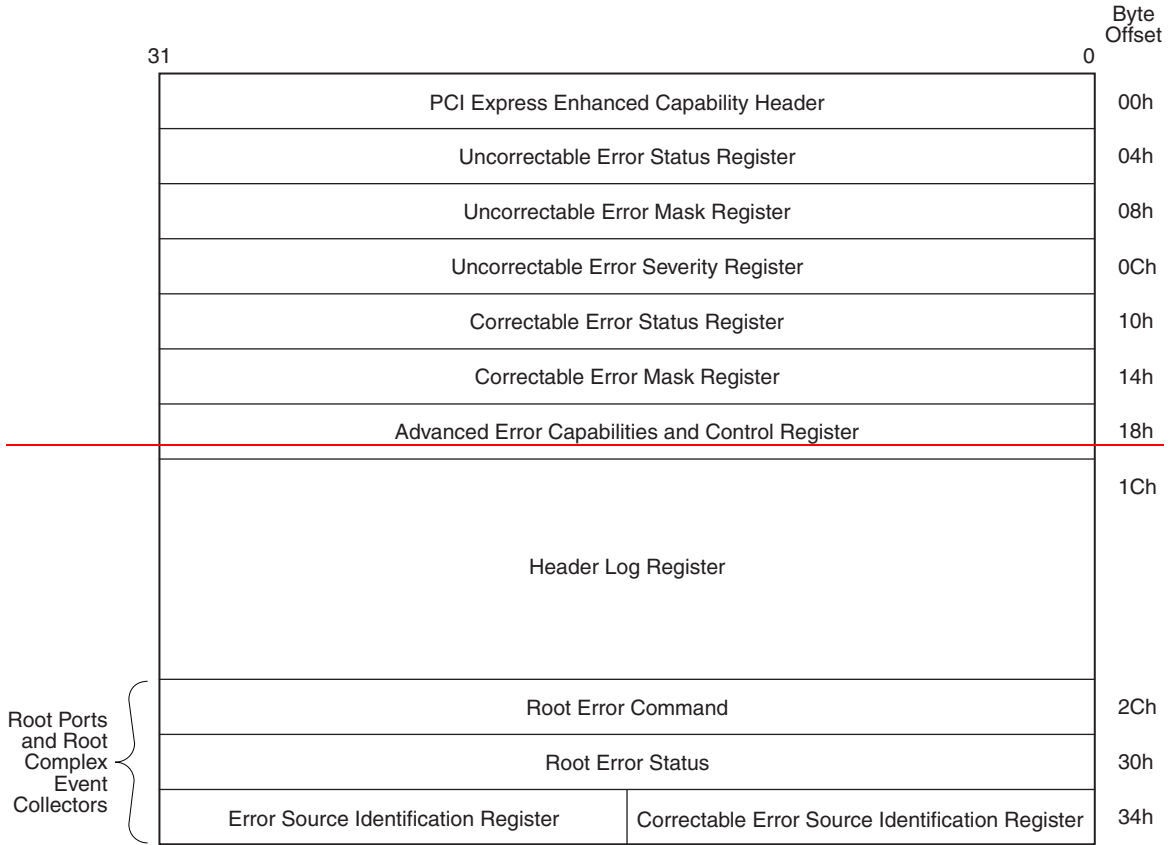 Byte
Offset
31
0
PCI Express Enhanced Capability Header
00h
Uncorrectable Error Status Register
04h
Uncorrectable Error Mask Register
08h
Uncorrectable Error Severity Register
0Ch
Correctable Error Status Register
10h
Correctable Error Mask Register
14h
Advanced Error Capabilities and Control Register
18h
1Ch
Header Log Register
Root Ports
and Root
Complex
Event
Collectors
Root Error Command
2Ch
Root Error Status
30h
Error Source Identification Register
Correctable Error Source Identification Register
34h